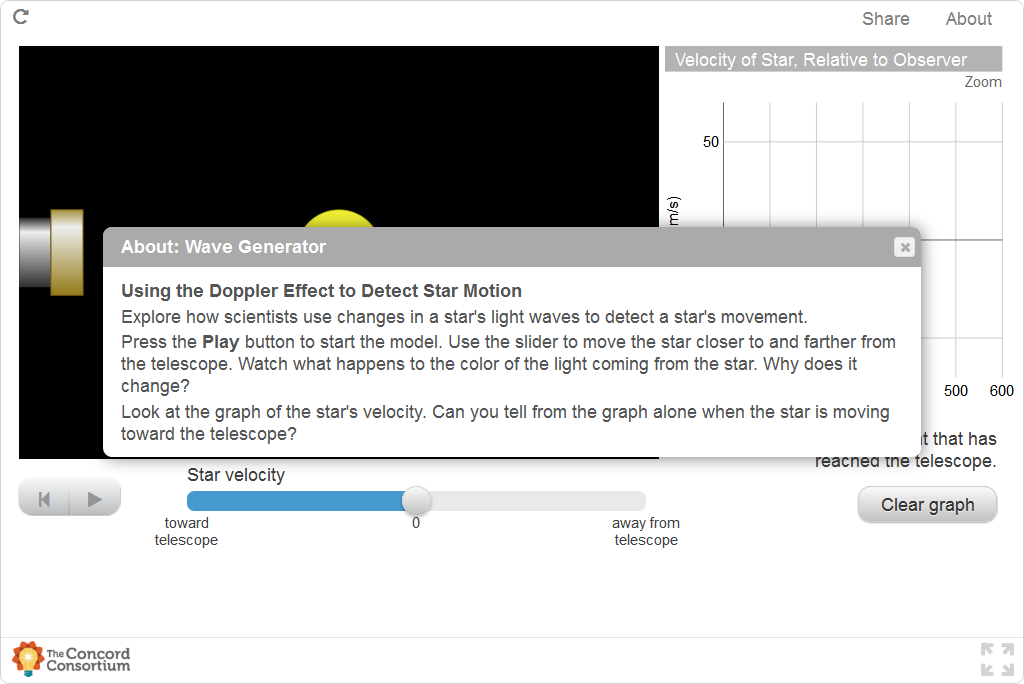 Share About
Velocity of Star, Relative to Observer
Zoom
50
m/s)
About: Wave Generator
Using the Doppler Effect to Detect Star Motion
Explore how scientists use changes in a star's light waves to detect a star's movement.
Press the Play button to start the model. Use the slider to move the star closer to and farther from
the telescope. Watch what happens to the color of the light coming from the star. Why does it
change?
Look at the graph of the star's velocity. Can you tell from the graph alone when the star is moving
toward the telescope?
500 600
that has
reached the telescope.
Star velocity
toward
telescope
0
away from
telescope
Clear graph
The Concord
Consortium